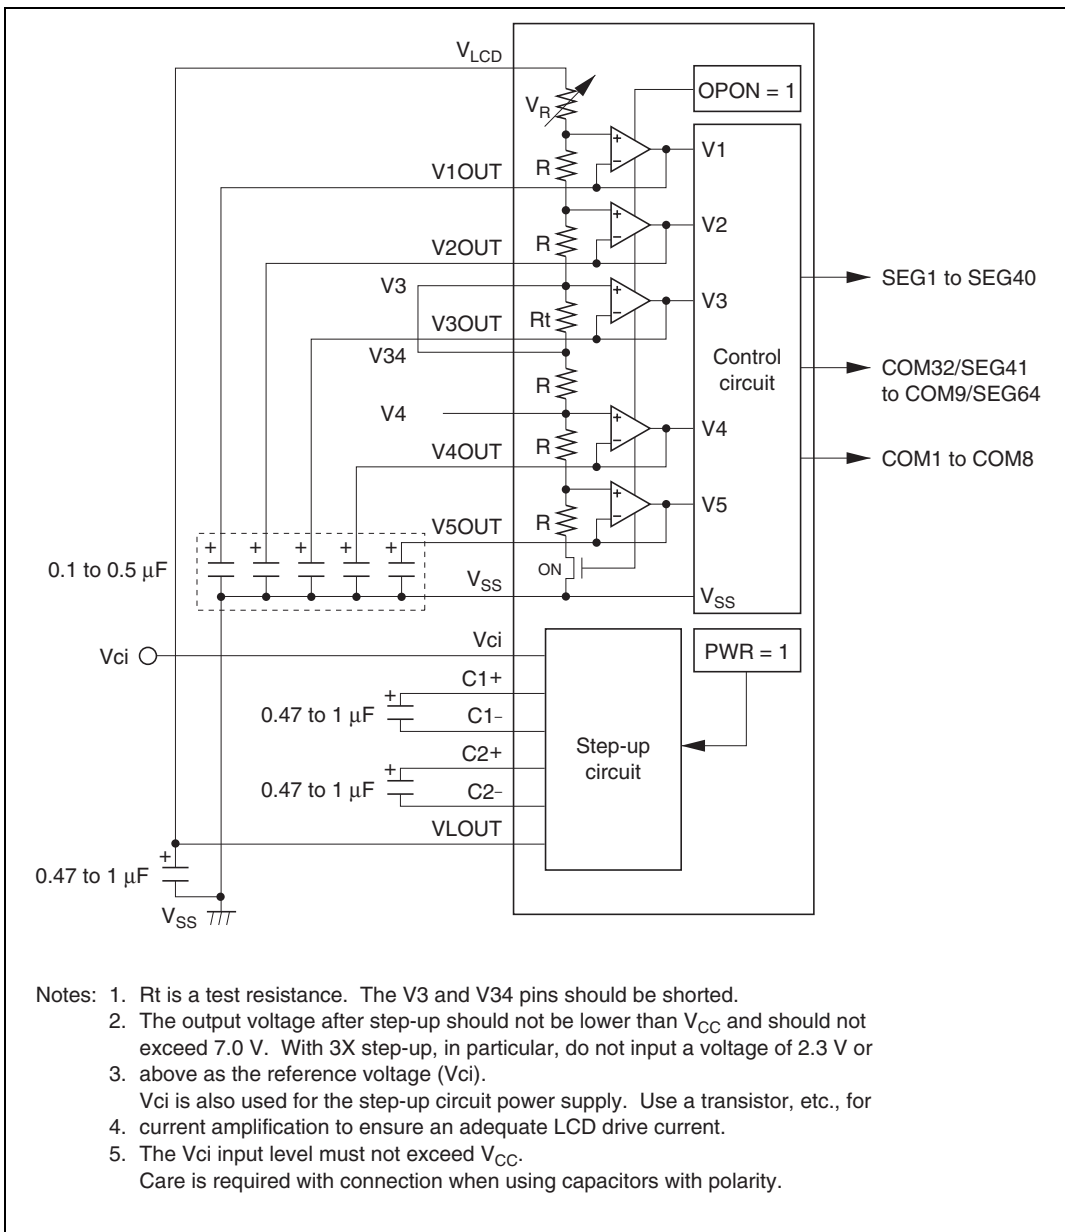 VLCD
OPON = 1
VR
V1
R
V1OUT
V2
R
V2OUT
V3
V3
Rt
V3OUT
V34
Control
circuit
R
V4
V4
R
V4OUT
V5
R
V5OUT
ON
0.1 to 0.5 μF
VSS
VSS
SEG1 to SEG40
COM32/SEG41
to COM9/SEG64
COM1 to COM8
Vci
Vci
PWR = 1
C1+
0.47 to 1 μF
C1−
Step-up
circuit
C2+
0.47 to 1 μF
C2−
VLOUT
0.47 to 1 μF
VSS
Notes: 1. Rt is a test resistance. The V3 and V34 pins should be shorted.
2. The output voltage after step-up should not be lower than VCC and should not
exceed 7.0 V. With 3X step-up, in particular, do not input a voltage of 2.3 V or
3. above as the reference voltage (Vci).
Vci is also used for the step-up circuit power supply. Use a transistor, etc., for
4. current amplification to ensure an adequate LCD drive current.
5. The Vci input level must not exceed VCC.
Care is required with connection when using capacitors with polarity.